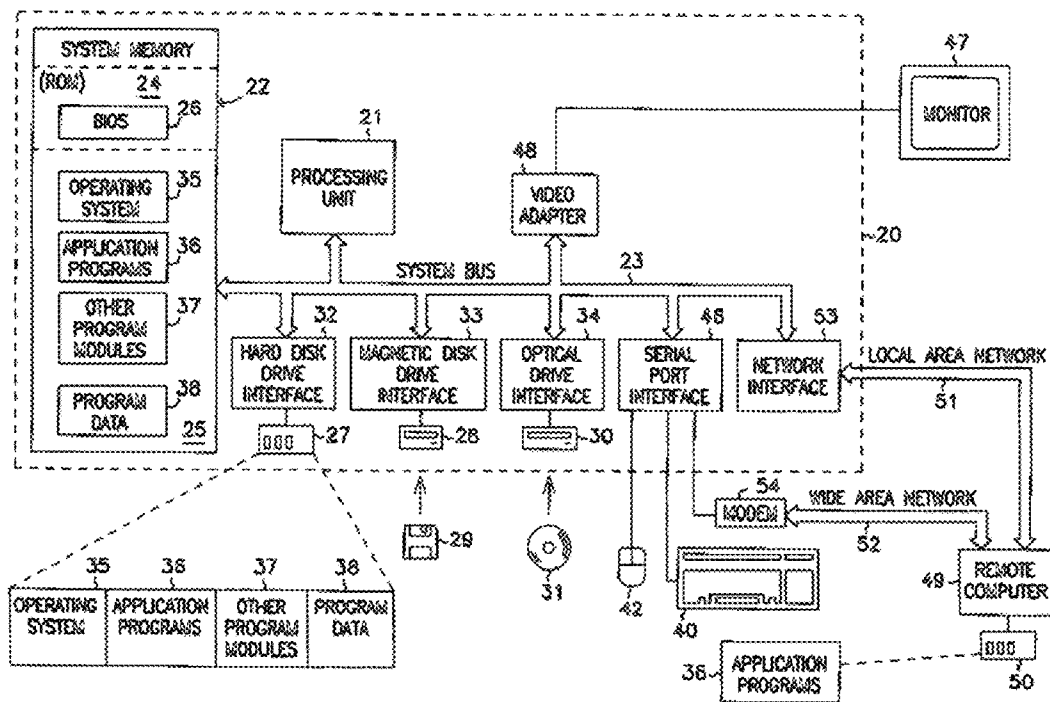 SYSTEM MEMORY
(ROM) 24
BIOS
26
22
OPERATING
SYSTEM
35
APPLICATION
PROGRAMS
36
OTHER
PROGRAM
MODULES
37
PROGRAM
DATA
38
25
21
PROCESSING
UNIT
48
VIDEO
ADAPTER
47
MONITOR
20
SYSTEM BUS
23
32
HARD DISK
DRIVE
INTERFACE
33
MAGNETIC DISK
DRIVE
INTERFACE
34
OPTICAL
DRIVE
INTERFACE
46
SERIAL
PORT
INTERFACE
53
NETWORK
INTERFACE
LOCAL AREA NETWORK
51
27
28
30
29
31
42
40
54
MODEM
WIDE AREA NETWORK
52
49
REMOTE
COMPUTER
50
36
APPLICATION
PROGRAMS
35
OPERATING
SYSTEM
36
APPLICATION
PROGRAMS
37
OTHER
PROGRAM
MODULES
38
PROGRAM
DATA